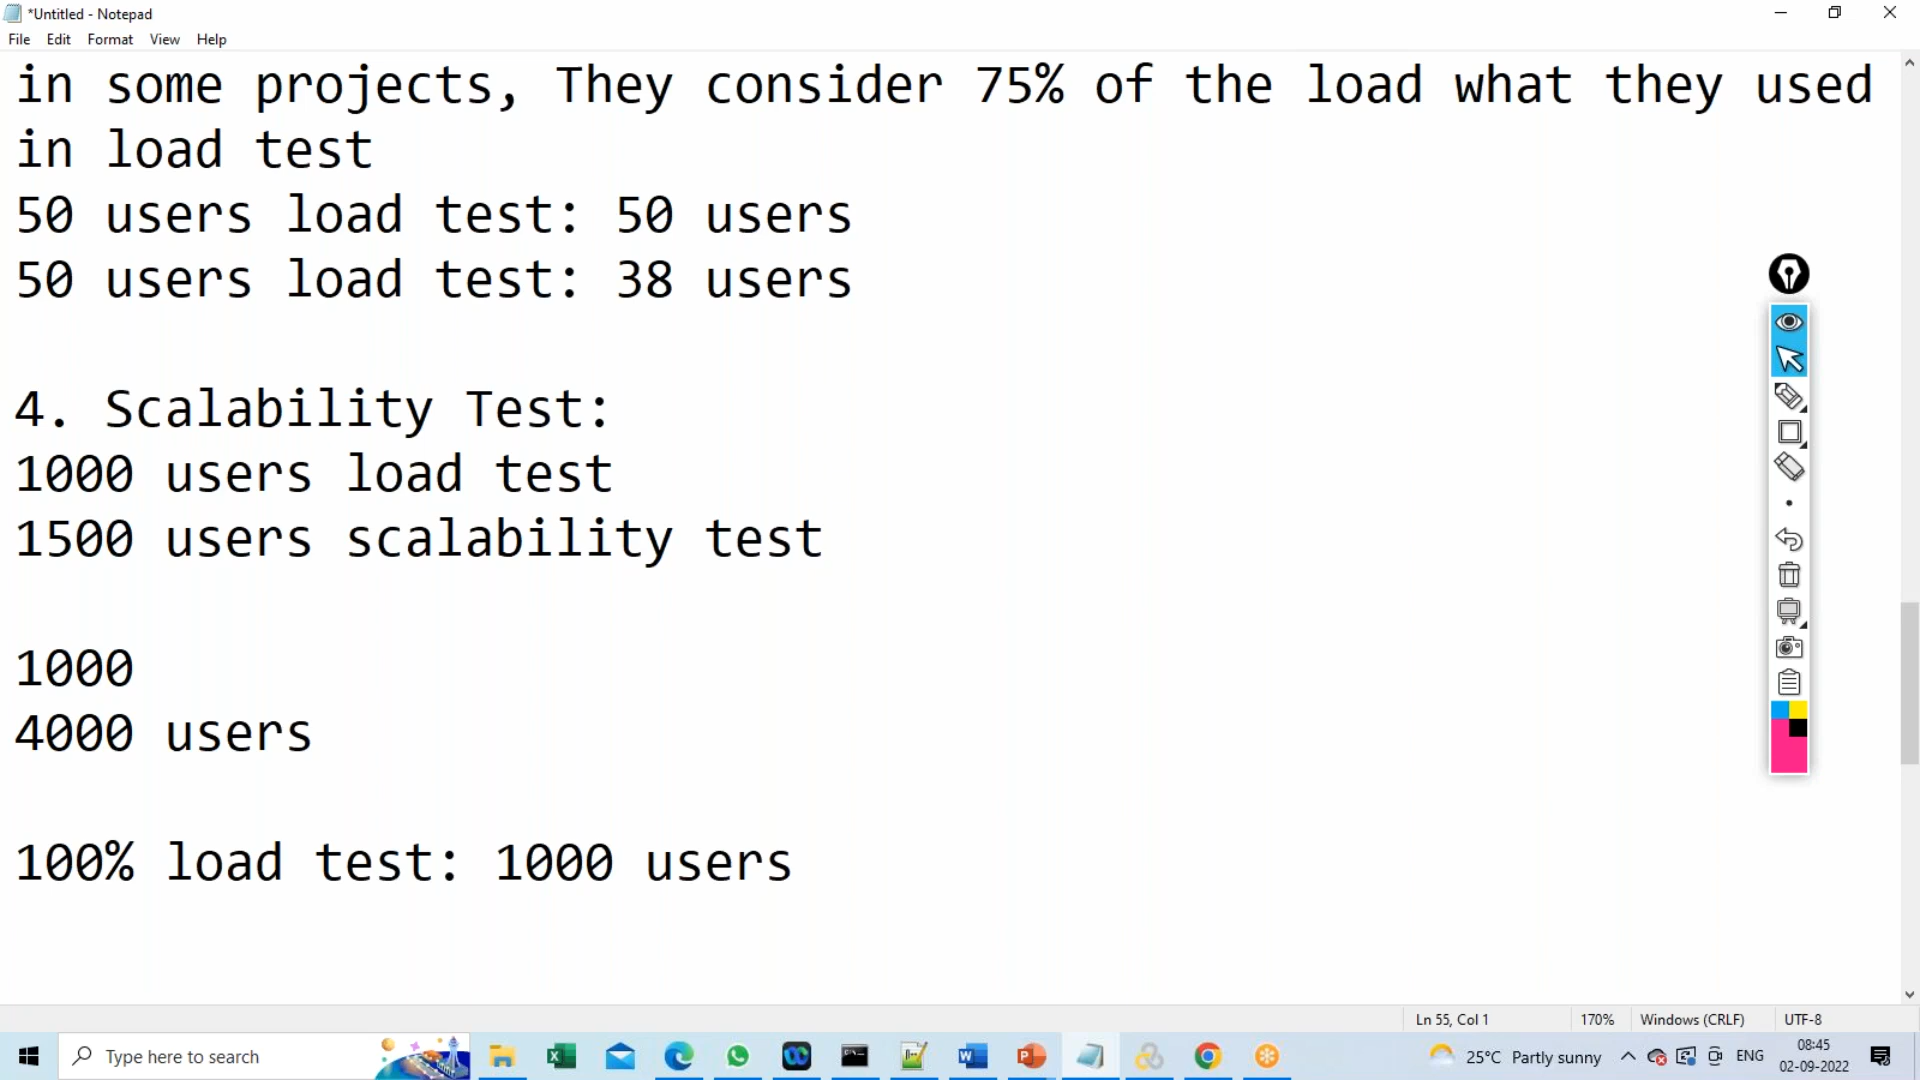 *Untitled - Notepad
File Edit Format View Help
in some projects, They consider 75% of the load what they used
in load test
50 users load test: 50 users
50 users load test: 38 users
4. Scalability Test:
1000 users load test
1500 users scalability test
1000
4000 users
100% load test: 1000 users
Ln 55, Col 1 170% Windows (CRLF) UTF-8
Type here to search 25°C Partly sunny ENG 08:45
02-09-2022